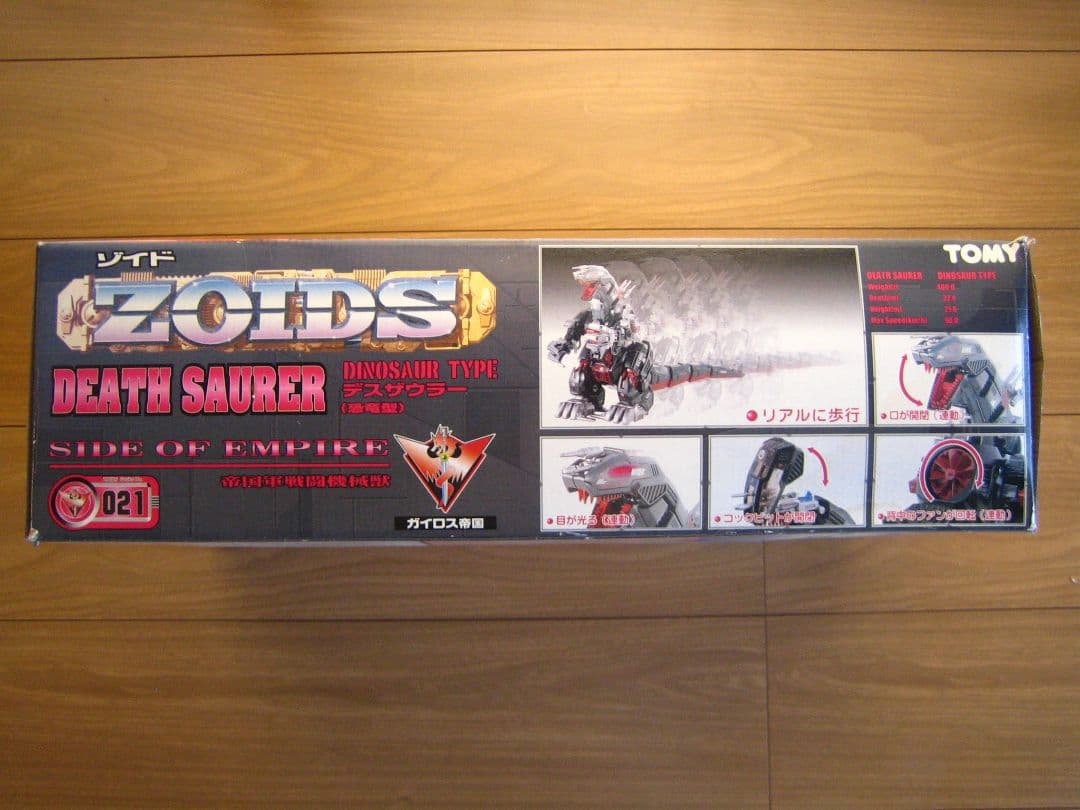 ゾイド
ZOIDS
DEATH SAURER
DINOSAUR TYPE
デスザウラー
(恐竜型)
SIDE OF EMPIRE
帝国軍戦闘機械獣
021
ガイロス帝国
●リアルに歩行
TOMY
DEATH SAURER DINOSAUR TYPE
●口が開閉(連動)
●目が光る(連動)
●コックピットが開閉
●背中のファンが回転(連動)